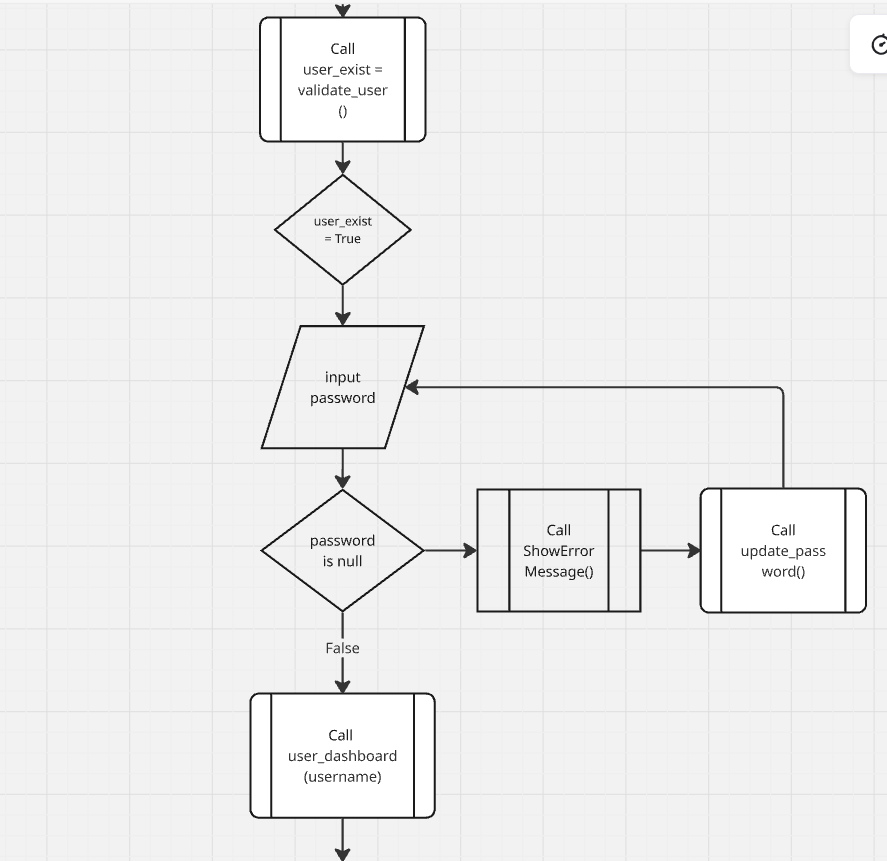 Call
user_exist =
validate_user
()
user_exist
= True
input
password
password
is null
Call
ShowError
Message()
Call
update_pass
word()
False
Call
user_dashboard
(username)